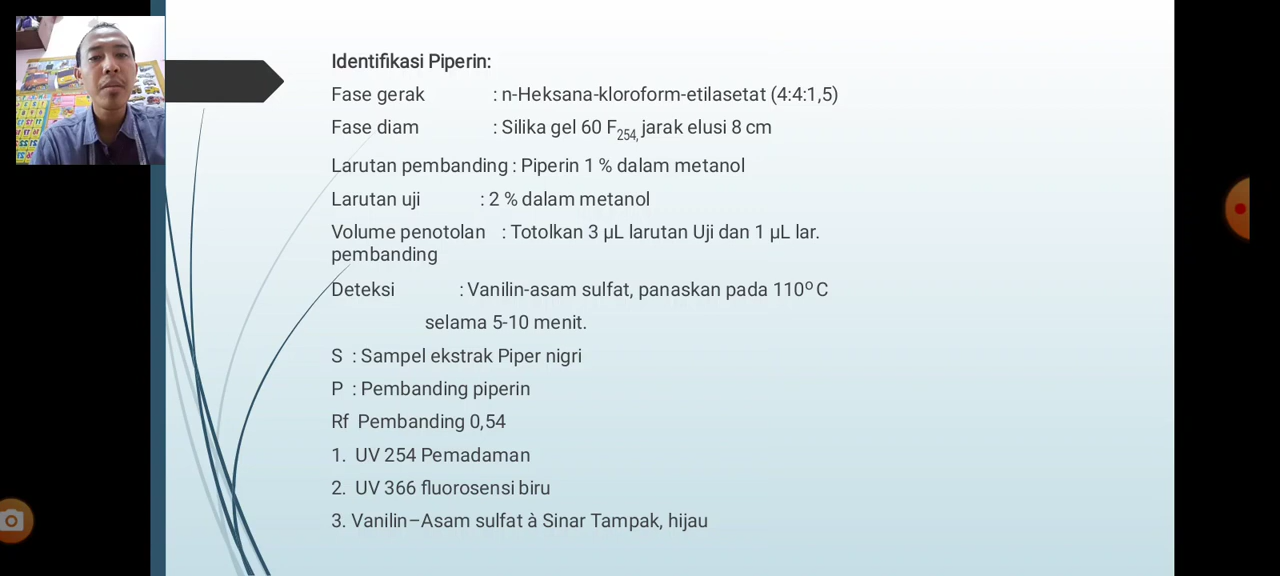 Identifikasi Piperin:
Fase gerak : n-Heksana-kloroform-etilasetat (4:4:1,5)
Fase diam : Silika gel 60 F254, jarak elusi 8 cm
Larutan pembanding : Piperin 1 % dalam metanol
Larutan uji : 2 % dalam metanol
Volume penotolan : Totolkan 3 µL larutan Uji dan 1 µL lar.
pembanding
Deteksi : Vanilin-asam sulfat, panaskan pada 110⁰ C
selama 5-10 menit.
S : Sampel ekstrak Piper nigri
P : Pembanding piperin
Rf Pembanding 0,54
1. UV 254 Pemadaman
2. UV 366 fluorosensi biru
3. Vanilin–Asam sulfat à Sinar Tampak, hijau